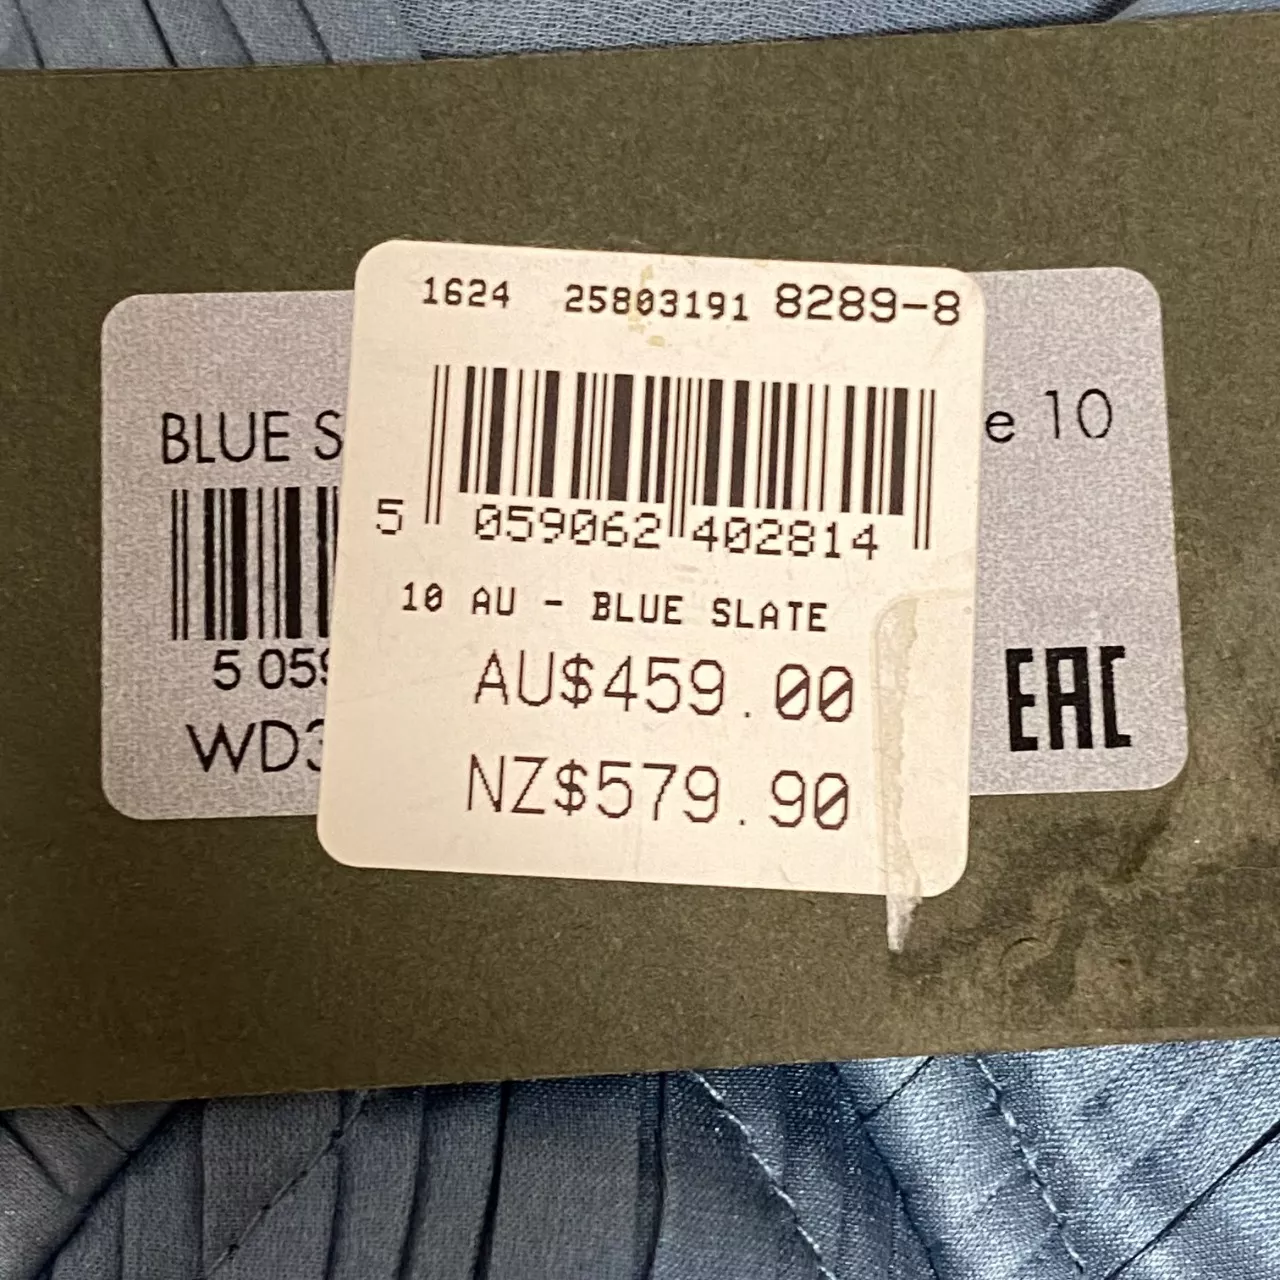 1624 25803191 8289-8
BLUE S
e 10
5 059062 402814
10 AU - BLUE SLATE
5 059
AU$459.00
EAC
WD3
NZ$579.90